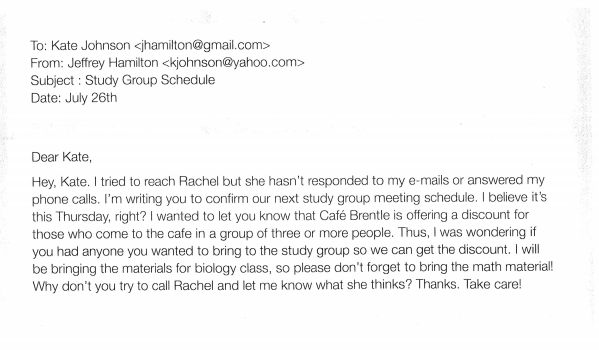 To: Kate Johnson <jhamilton@gmail.com>
From: Jeffrey Hamilton <kjohnson@yahoo.com>
Subject : Study Group Schedule
Date: July 26th
Dear Kate,
Hey, Kate. I tried to reach Rachel but she hasn't responded to my e-mails or answered my
phone calls. I'm writing you to confirm our next study group meeting schedule. I believe it's
this Thursday, right? I wanted to let you know that Café Brentle is offering a discount for
those who come to the cafe in a group of three or more people. Thus, I was wondering if
you had anyone you wanted to bring to the study group so we can get the discount. I will
be bringing the materials for biology class, so please don't forget to bring the math material!
Why don't you try to call Rachel and let me know what she thinks? Thanks. Take care!